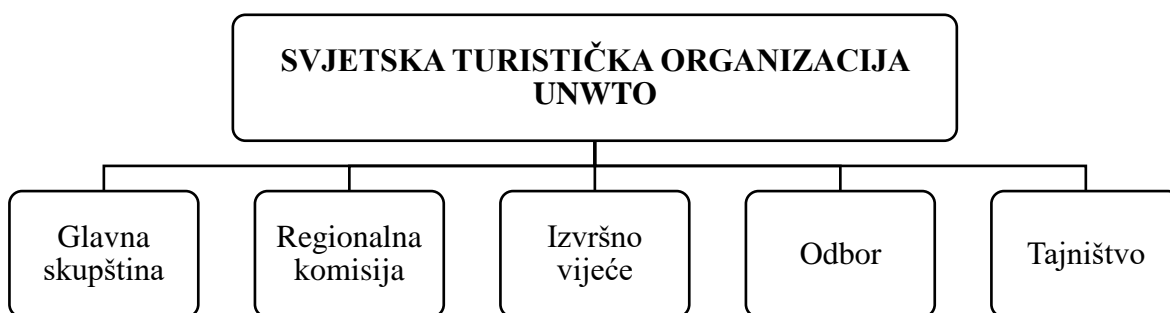 SVJETSKA TURISTIČKA ORGANIZACIJA
UNWTO
Glavna
skupština
Regionalna
komisija
Izvršno
vijeće
Odbor
Tajništvo